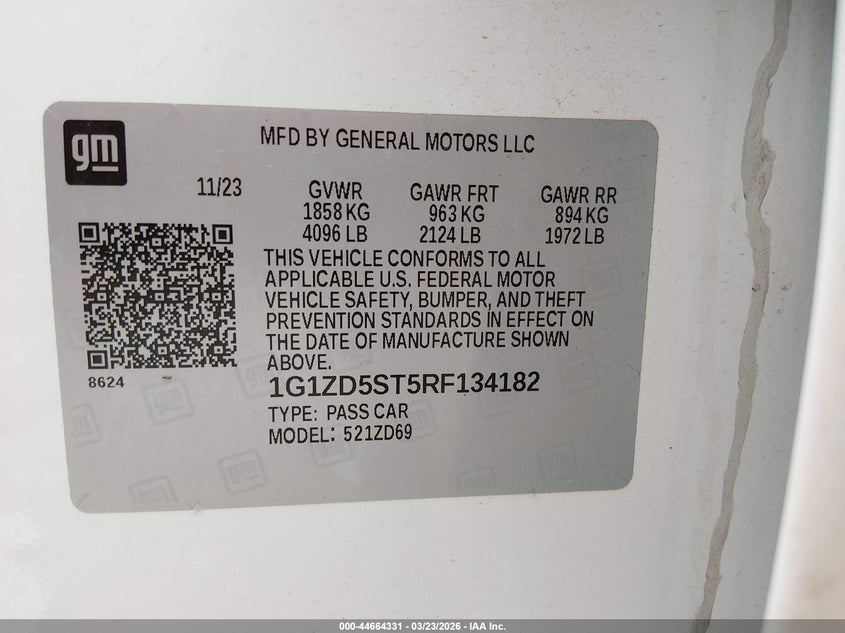 gm
MFD BY GENERAL MOTORS LLC
11/23
GVWR GAWR FRT GAWR RR
1858 KG 963 KG 894 KG
4096 LB 2124 LB 1972 LB
THIS VEHICLE CONFORMS TO ALL
APPLICABLE U.S. FEDERAL MOTOR
VEHICLE SAFETY, BUMPER, AND THEFT
PREVENTION STANDARDS IN EFFECT ON
THE DATE OF MANUFACTURE SHOWN
ABOVE.
8624
1G1ZD5ST5RF134182
TYPE: PASS CAR
MODEL: 521ZD69
000-44664331 - 03/23/2026 - IAA Inc.